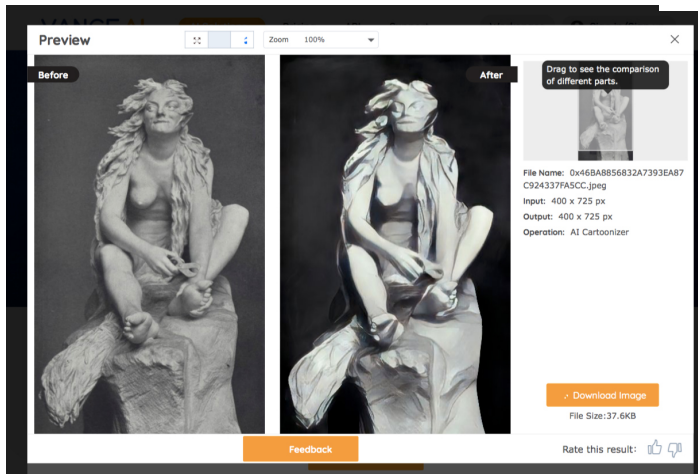 VANCE AI
Preview
Zoom 100%
Before
After
Drag to see the comparison
of different parts.
File Name: 0x46BA8856832A7393EA87
C924337FA5CC.jpeg
Input: 400 x 725 px
Output: 400 x 725 px
Operation: AI Cartoonizer
Download Image
File Size:37.6KB
Feedback
Rate this result: